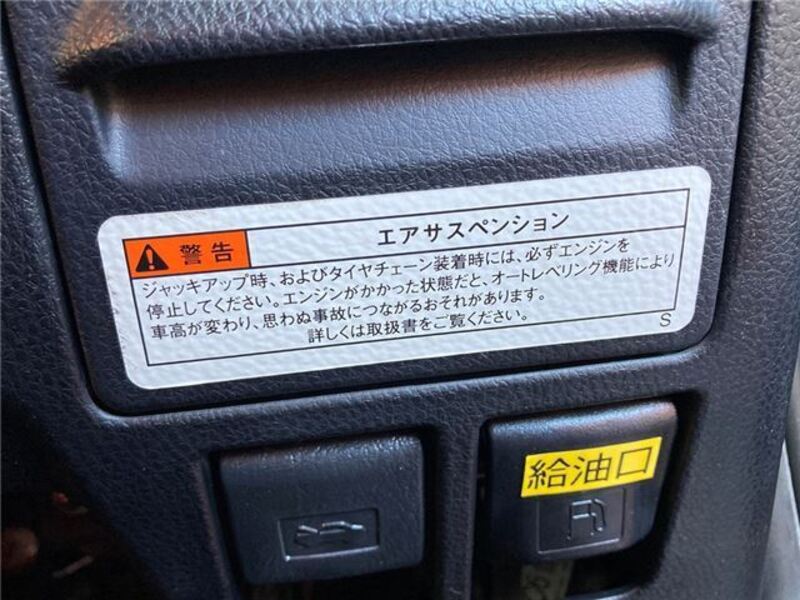 警告
エアサスペンション
ジャッキアップ時、およびタイヤチェーン装着時には、必ずエンジンを
停止してください。エンジンがかかった状態だと、オートレベリング機能により
車高が変わり、思わぬ事故につながるおそれがあります。
詳しくは取扱書をご覧ください。
S
給油口